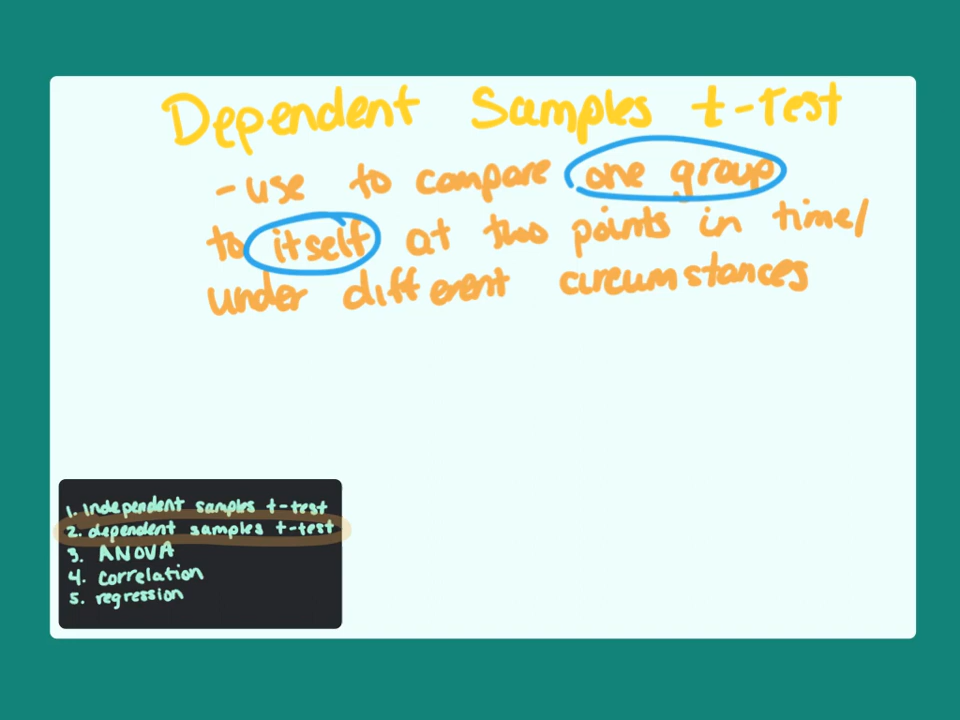 Dependent Samples t-Test
- use to compare one group
to itself at two points in time/
under different circumstances
1. independent samples t-test
2. dependent samples t-test
3. ANOVA
4. correlation
5. regression